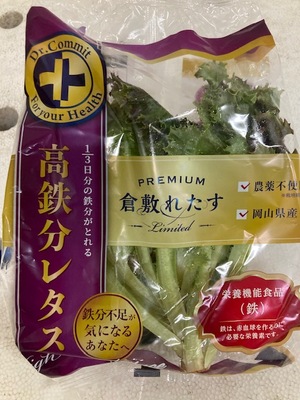 Dr.Commit
For your Health
1/3日分の鉄分がとれる
高鉄分レタス
High
PREMIUM
倉敷れたす
Limited
農薬不使
岡山県産
鉄分不足が
気になる
あなたへ
栄養機能食品
(鉄)
鉄は、赤血球を作るのに
必要な栄養素です。